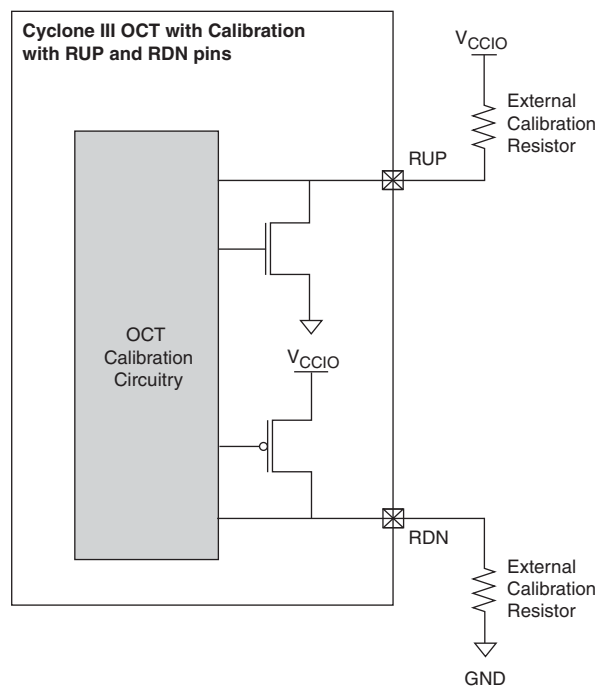 Cyclone III OCT with Calibration
with RUP and RDN pins
VCCIO
External
Calibration
Resistor
RUP
OCT
Calibration
Circuitry
VCCIO
RDN
External
Calibration
Resistor
GND